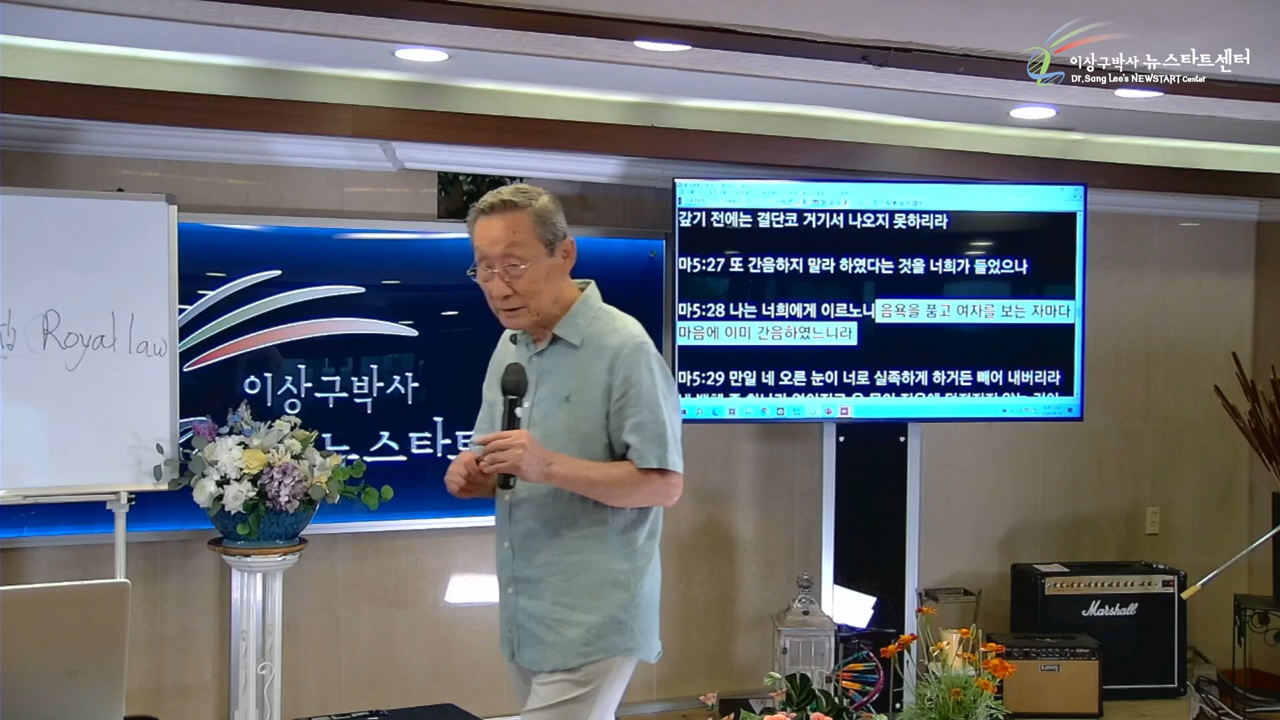 이상구박사 뉴스타트센터
Dr. Sang Lee's NEWSTART Center
갚기 전에는 결단코 거기서 나오지 못하리라
마5:27 또 간음하지 말라 하였다는 것을 너희가 들었으나
마5:28 나는 너희에게 이르노니 음욕을 품고 여자를 보는 자마다
마음에 이미 간음하였느니라
마5:29 만일 네 오른 눈이 너로 실족하게 하거든 빼어 내버리라
Royal law
이상구박사
뉴스타트
Marshall
Laney